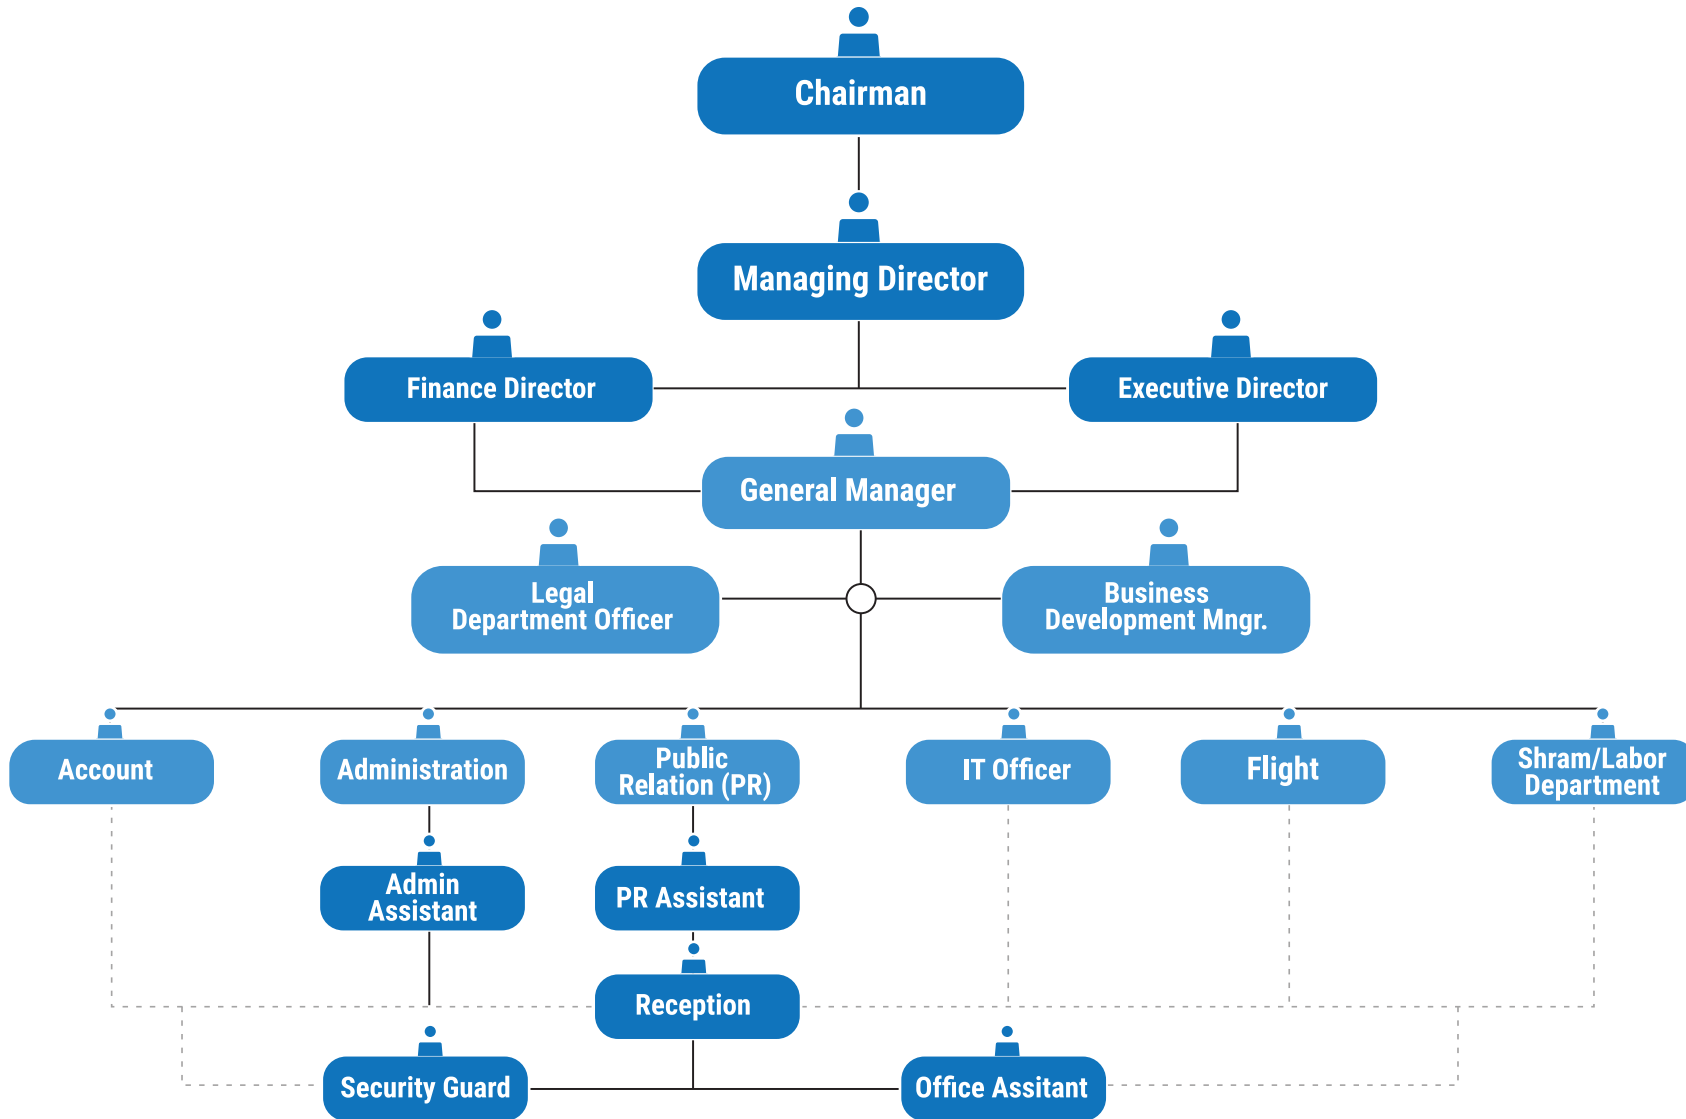 Chairman
Managing Director
Finance Director
Executive Director
General Manager
Legal
Department Officer
Business
Development Mngr.
Account
Administration
Public
Relation (PR)
IT Officer
Flight
Shram/Labor
Department
Admin
Assistant
PR Assistant
Reception
Security Guard
Office Assitant